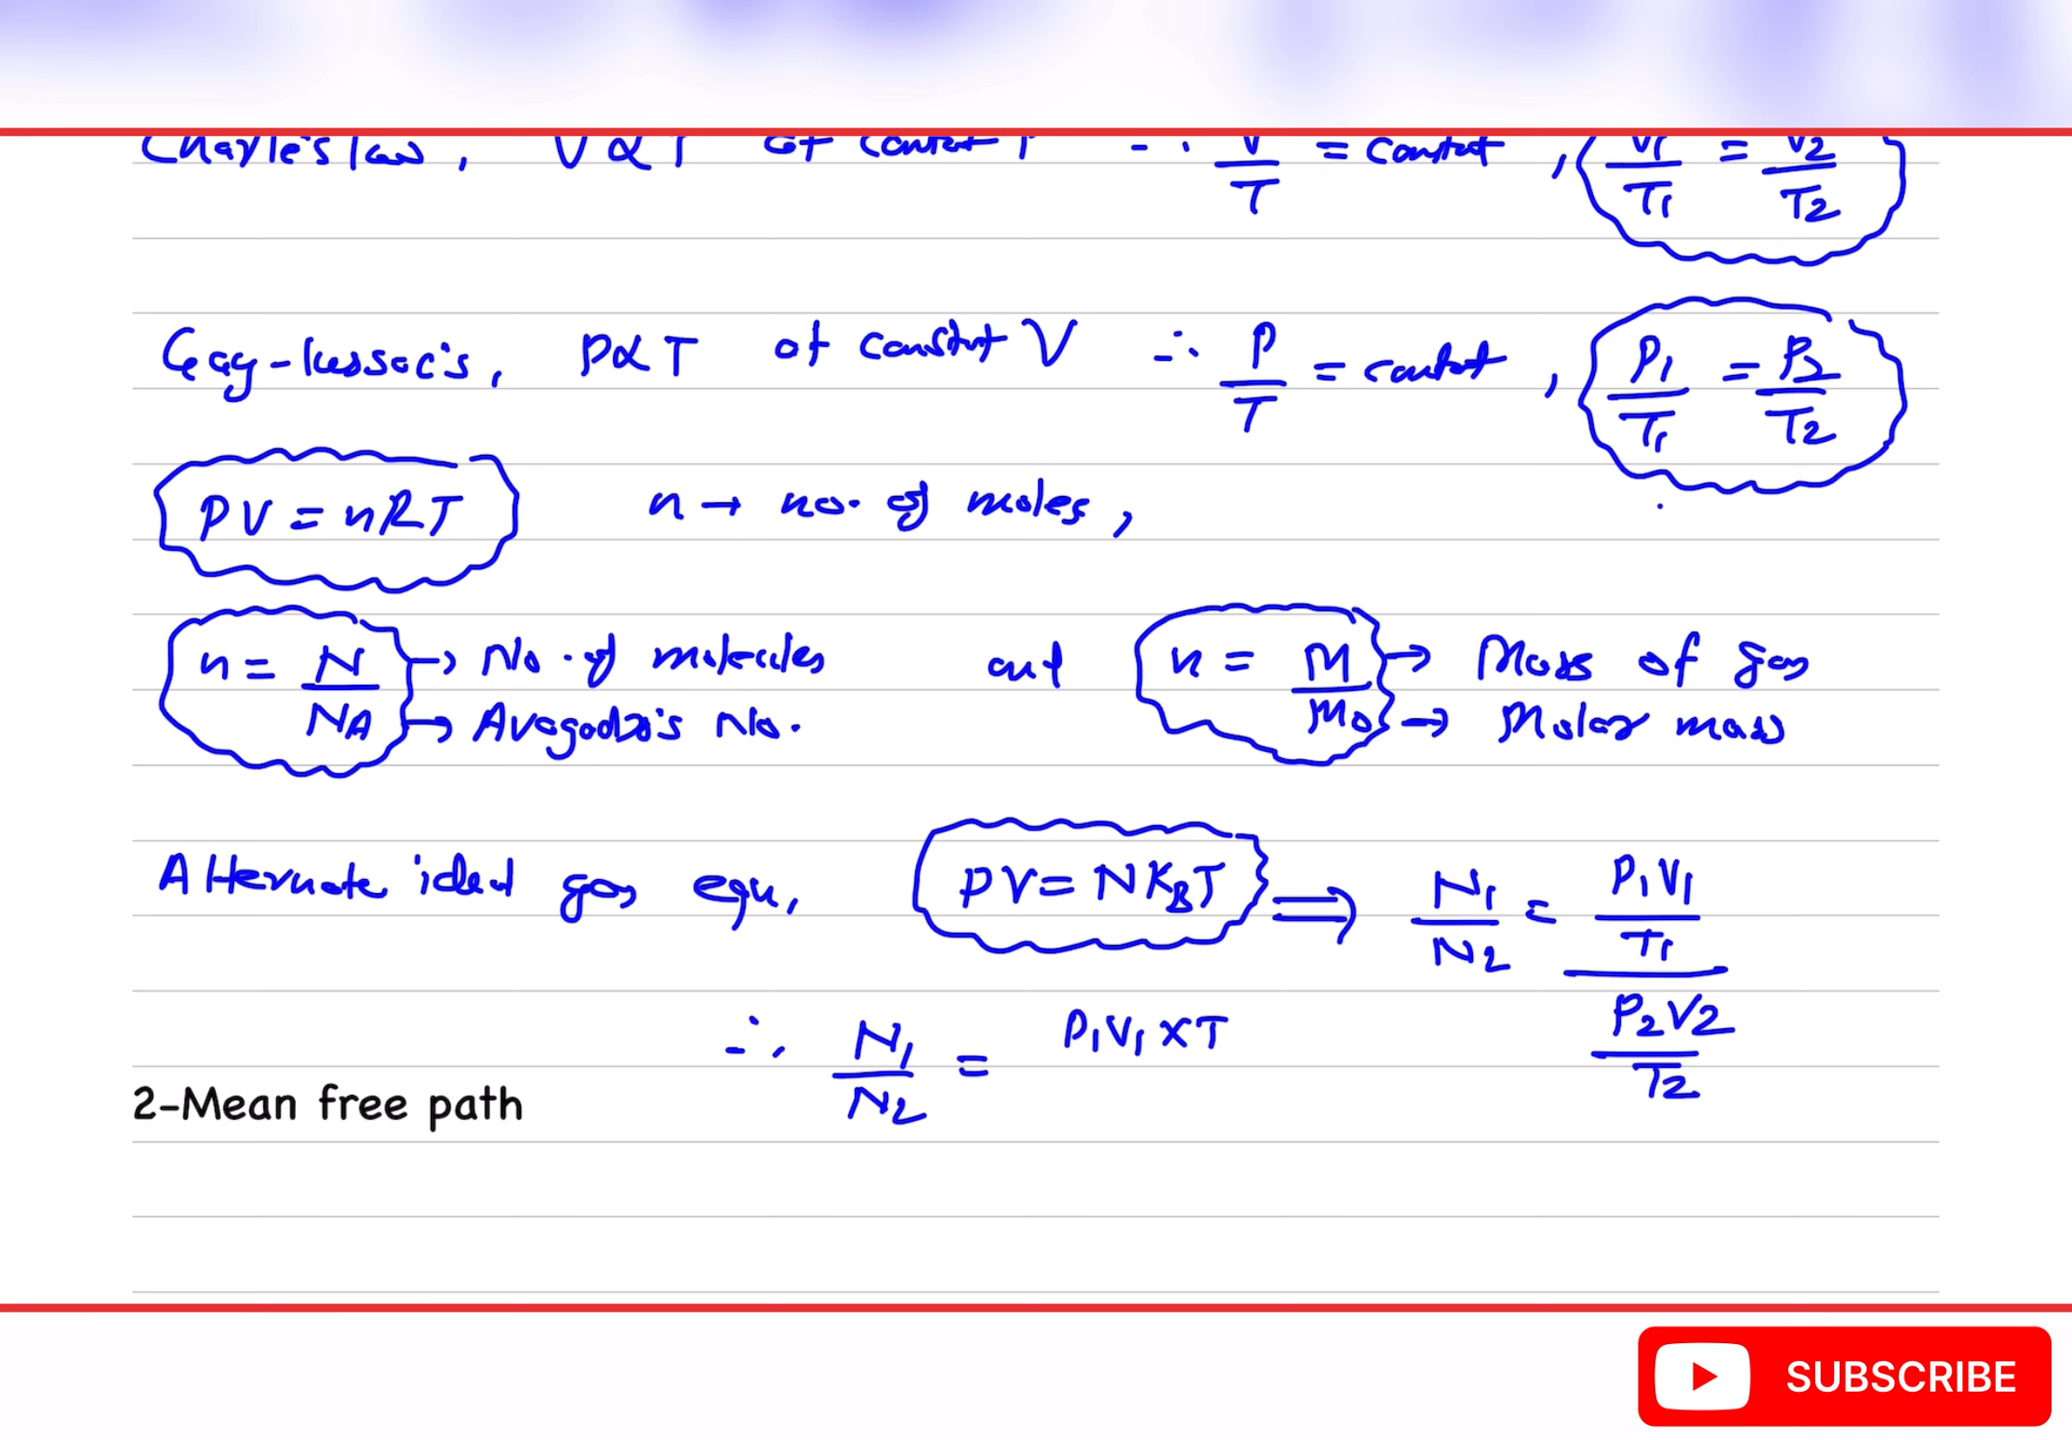 Charle's law, V ∝ T at constant P ∴ V/T = constant, V1/T1 = V2/T2
Gay-lussac's, P ∝ T at constant V ∴ P/T = constant, P1/T1 = P2/T2
PV = nRT n → no. of moles,
n = N/NA → No. of molecules → Avagadro's No. and n = M/Mo → Mass of gas → Molar mass
Alternate ideal gas equ, PV = NKBT ⟹ N1/N2 = (P1V1/T1)/(P2V2/T2)
∴ N1/N2 = P1V1 × T
2-Mean free path
SUBSCRIBE